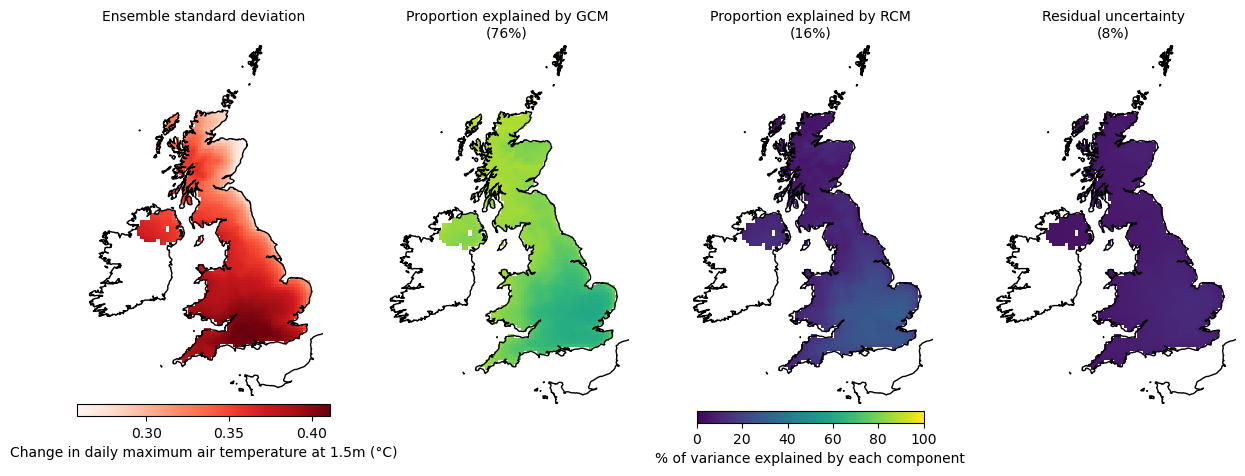 Ensemble standard deviation
Proportion explained by GCM
(76%)
Proportion explained by RCM
(16%)
Residual uncertainty
(8%)
0.30 0.35 0.40
Change in daily maximum air temperature at 1.5m (°C)
0 20 40 60 80 100
% of variance explained by each component